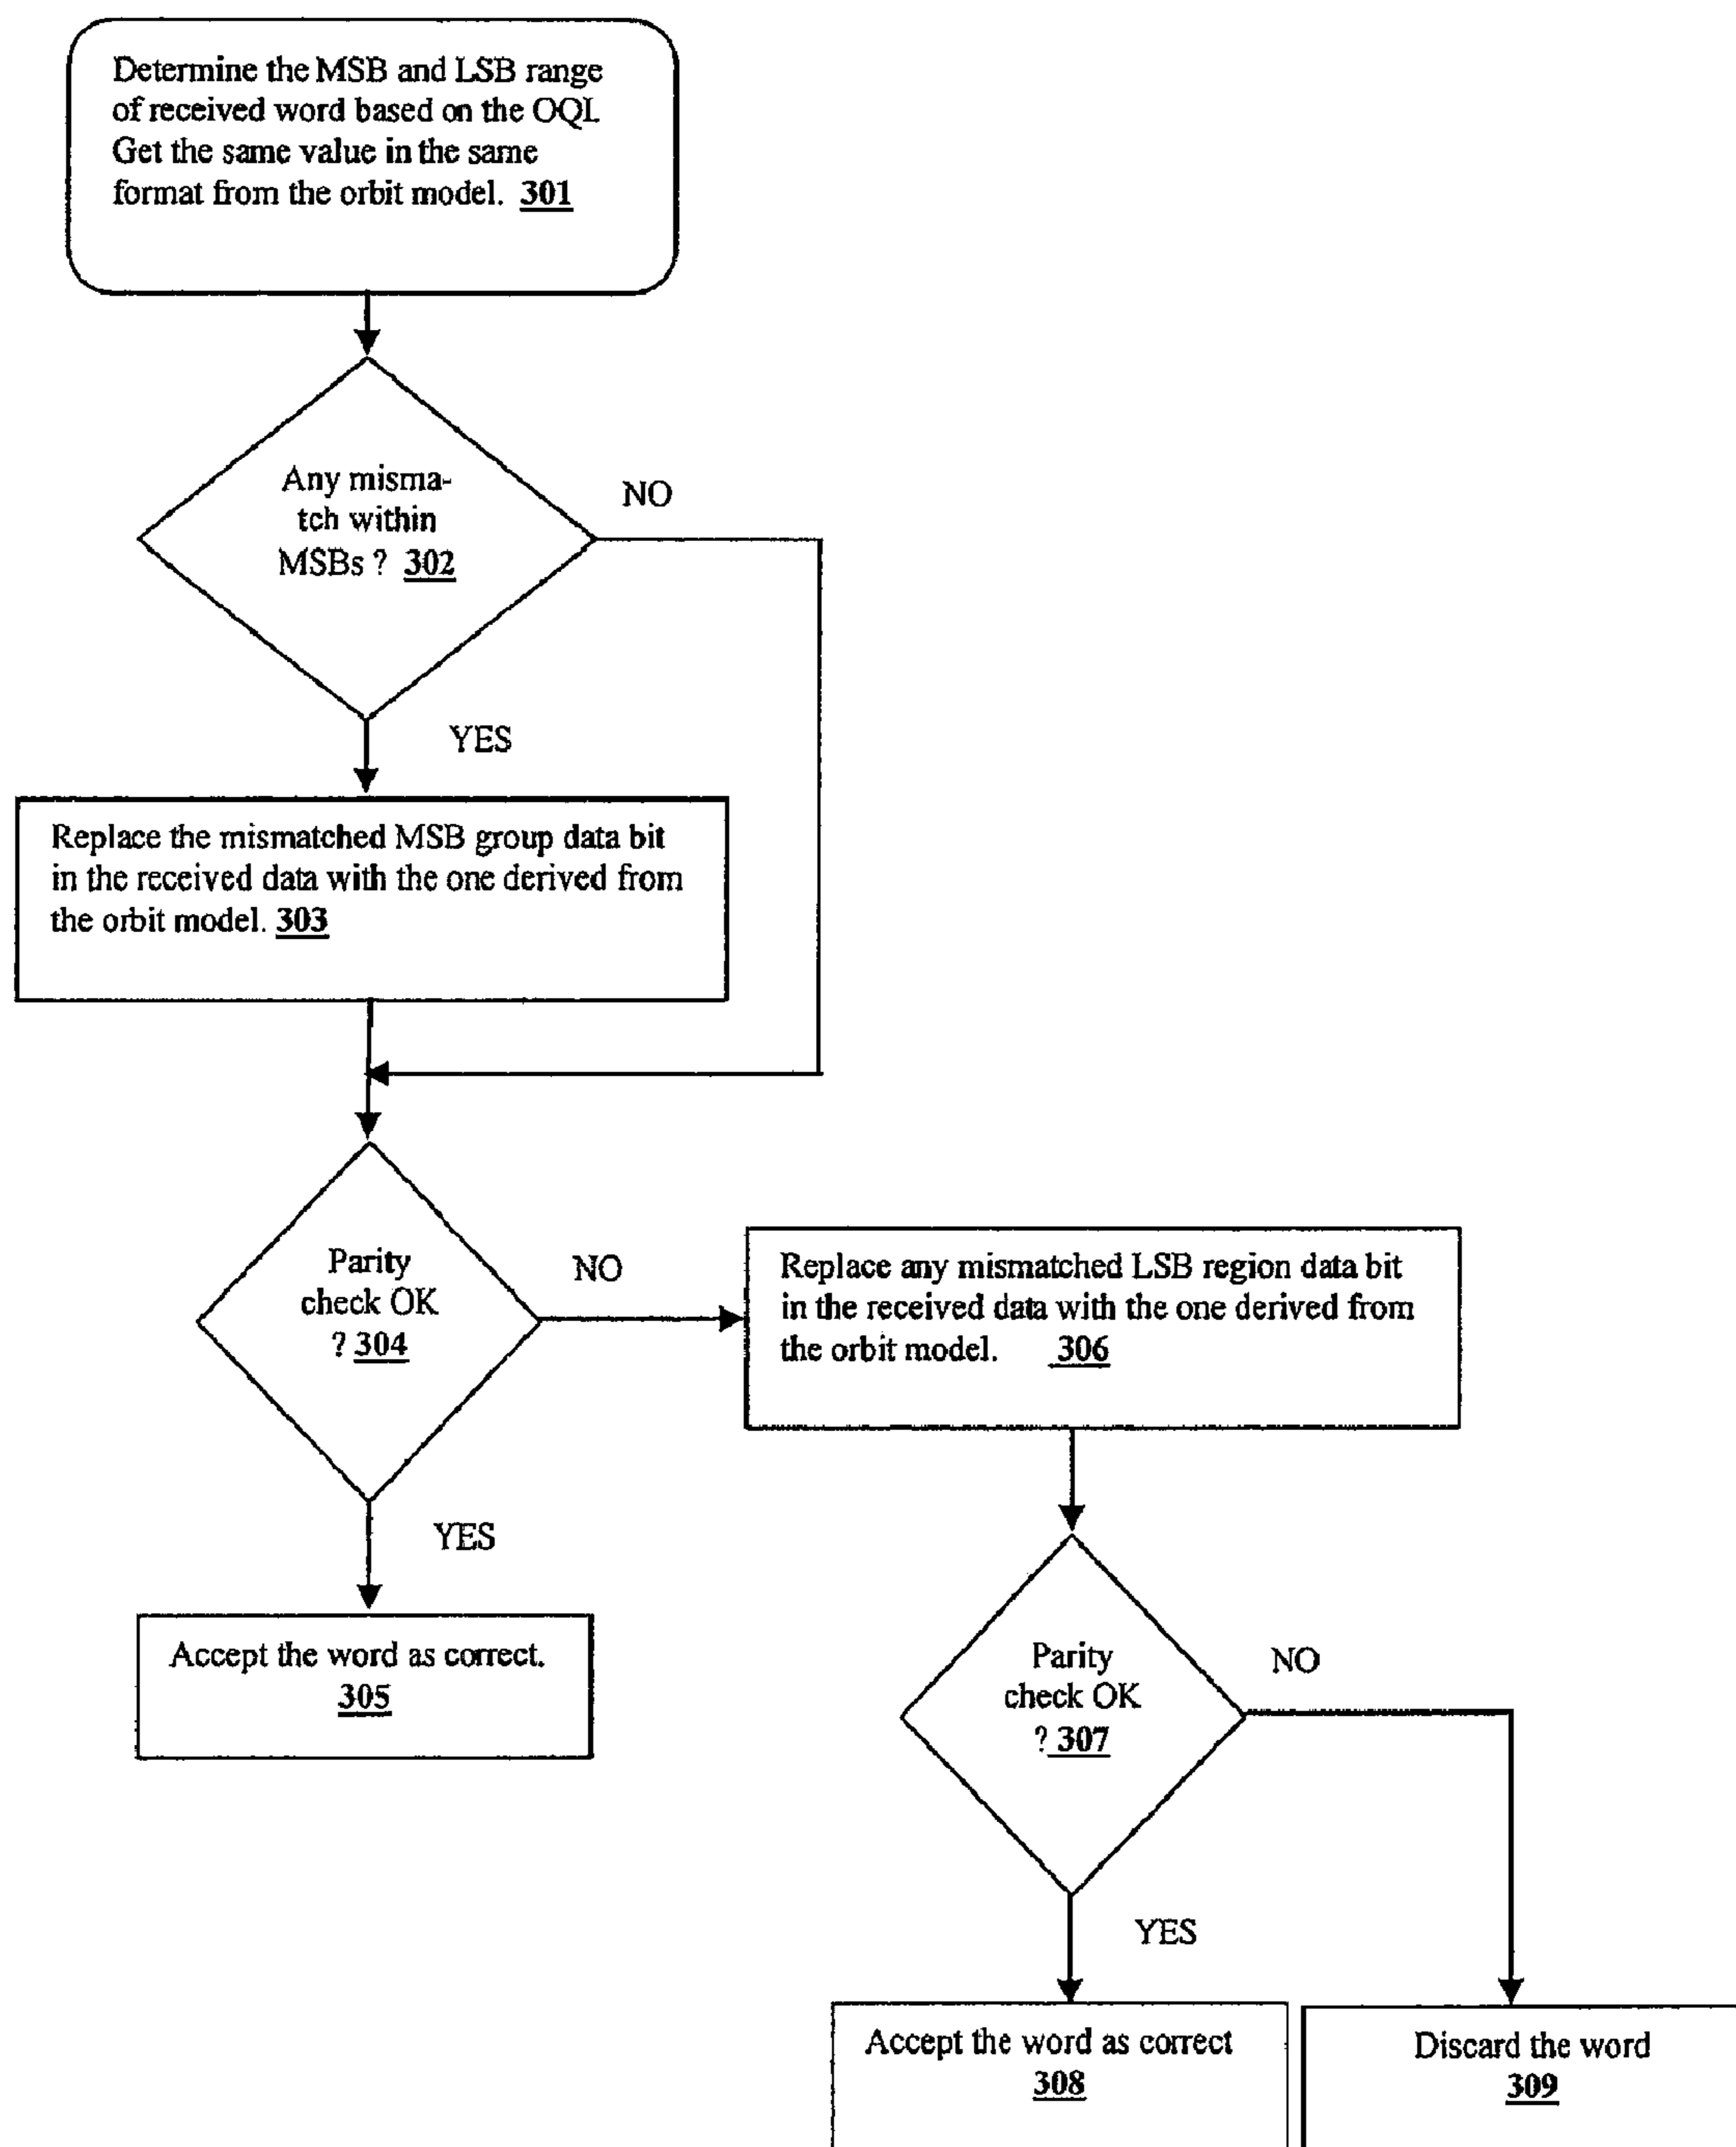 Determine the MSB and LSB range
of received word based on the OQI.
Get the same value in the same
format from the orbit model. 301
Any misma-
tch within
MSBs ? 302
NO
YES
Replace the mismatched MSB group data bit
in the received data with the one derived from
the orbit model. 303
Parity
check OK
? 304
NO
Replace any mismatched LSB region data bit
in the received data with the one derived from
the orbit model. 306
YES
Accept the word as correct.
305
Parity
check OK
? 307
NO
YES
Accept the word as correct
308
Discard the word
309